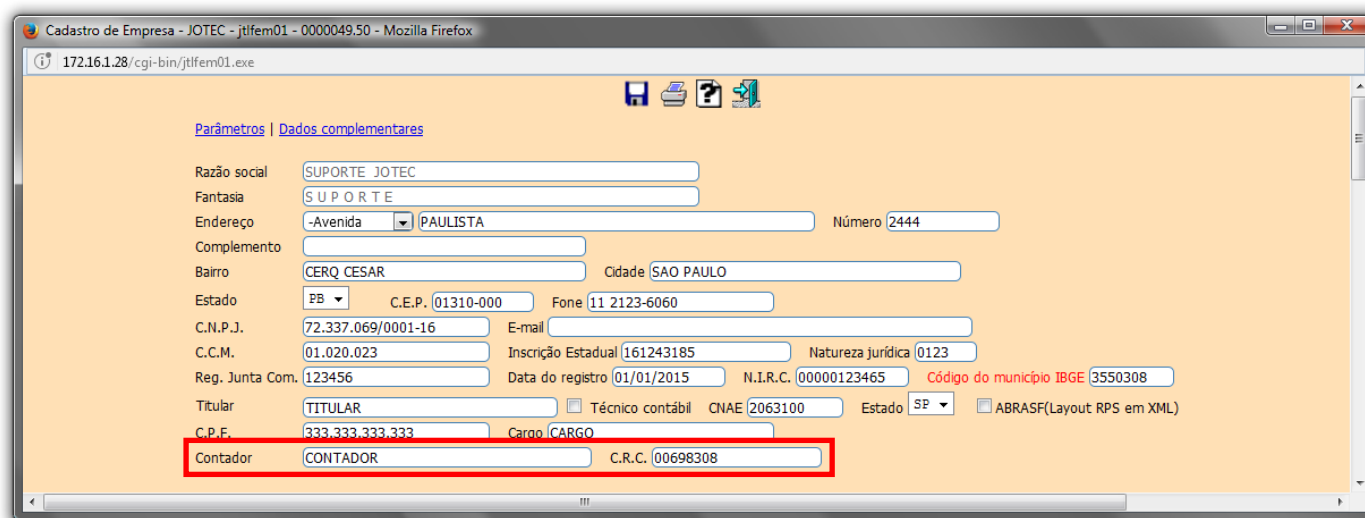 Cadastro de Empresa - JOTEC - jtlfem01 - 0000049.50 - Mozilla Firefox
172.16.1.28/cgi-bin/jtlfem01.exe
Parâmetros | Dados complementares
Razão social SUPORTE JOTEC
Fantasia S U P O R T E
Endereço -Avenida PAULISTA Número 2444
Complemento
Bairro CERQ CESAR Cidade SAO PAULO
Estado PB C.E.P. 01310-000 Fone 11 2123-6060
C.N.P.J. 72.337.069/0001-16 E-mail
C.C.M. 01.020.023 Inscrição Estadual 161243185 Natureza jurídica 0123
Reg. Junta Com. 123456 Data do registro 01/01/2015 N.I.R.C. 00000123465 Código do município IBGE 3550308
Titular TITULAR Técnico contábil CNAE 2063100 Estado SP ABRASF(Layout RPS em XML)
C.P.F. 333.333.333.333 Cargo CARGO
Contador CONTADOR C.R.C. 00698308